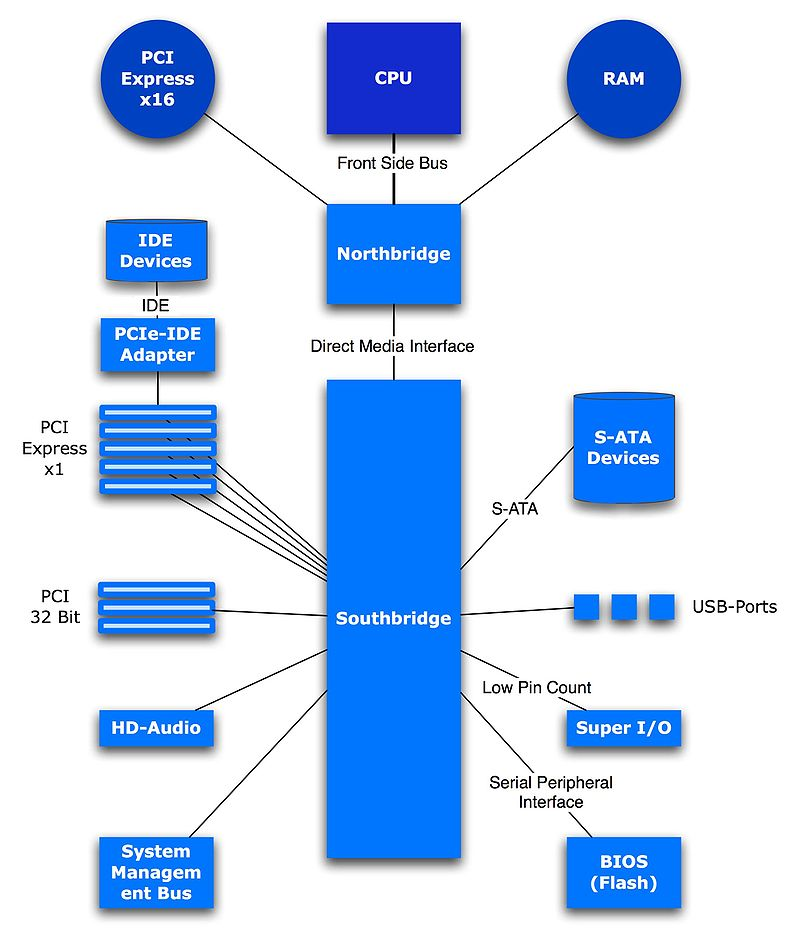 PCI
Express
x16
CPU
RAM
Front Side Bus
Northbridge
IDE
Devices
IDE
PCIe-IDE
Adapter
Direct Media Interface
PCI
Express
x1
S-ATA
Devices
S-ATA
PCI
32 Bit
Southbridge
USB-Ports
Low Pin Count
HD-Audio
Super I/O
Serial Peripheral
Interface
System
Managem
ent Bus
BIOS
(Flash)